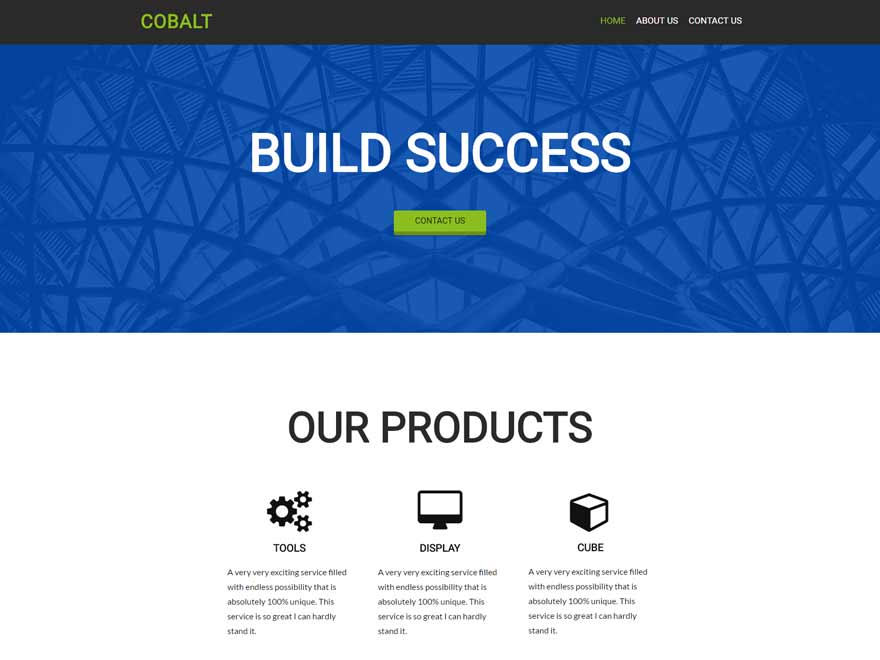 COBALT
HOME ABOUT US CONTACT US
BUILD SUCCESS
CONTACT US
OUR PRODUCTS
TOOLS
A very very exciting service filled
with endless possibility that is
absolutely 100% unique. This
service is so great I can hardly
stand it.
DISPLAY
A very very exciting service filled
with endless possibility that is
absolutely 100% unique. This
service is so great I can hardly
stand it.
CUBE
A very very exciting service filled
with endless possibility that is
absolutely 100% unique. This
service is so great I can hardly
stand it.